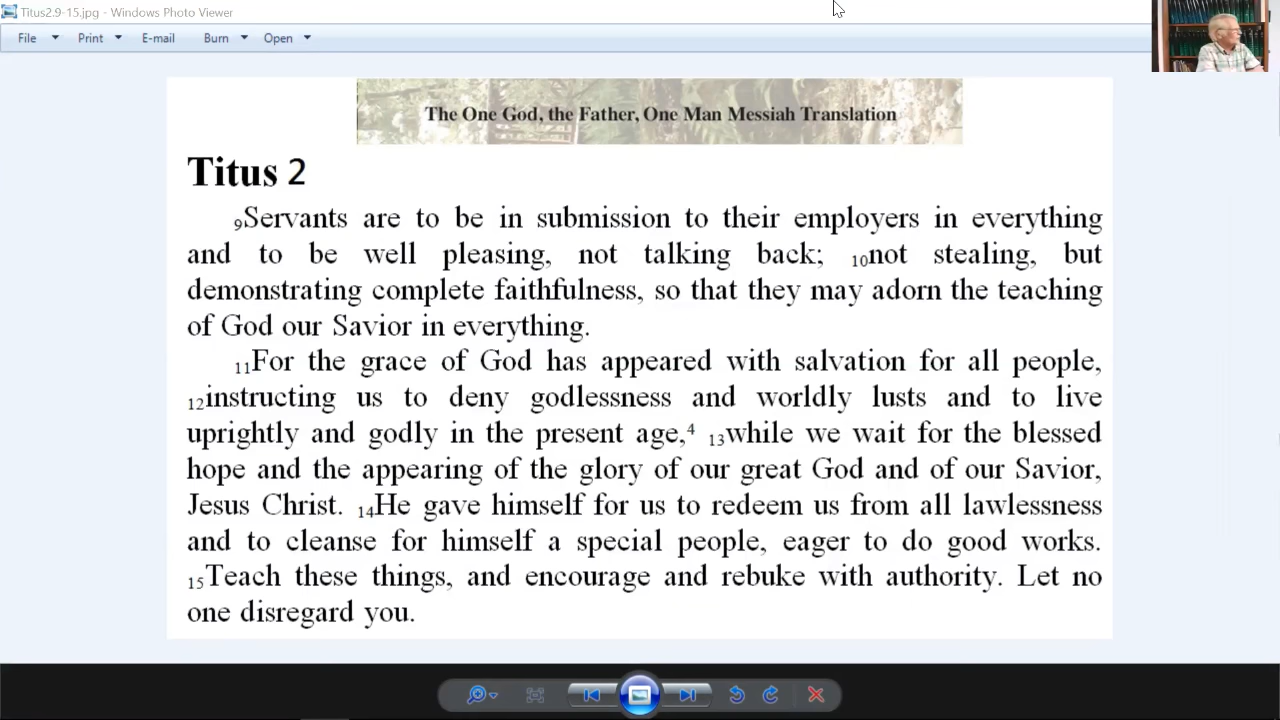 Titus2.9-15.jpg - Windows Photo Viewer
File Print E-mail Burn Open
The One God, the Father, One Man Messiah Translation
Titus 2
9Servants are to be in submission to their employers in everything
and to be well pleasing, not talking back; 10not stealing, but
demonstrating complete faithfulness, so that they may adorn the teaching
of God our Savior in everything.
11For the grace of God has appeared with salvation for all people,
12instructing us to deny godlessness and worldly lusts and to live
uprightly and godly in the present age,4 13while we wait for the blessed
hope and the appearing of the glory of our great God and of our Savior,
Jesus Christ. 14He gave himself for us to redeem us from all lawlessness
and to cleanse for himself a special people, eager to do good works.
15Teach these things, and encourage and rebuke with authority. Let no
one disregard you.